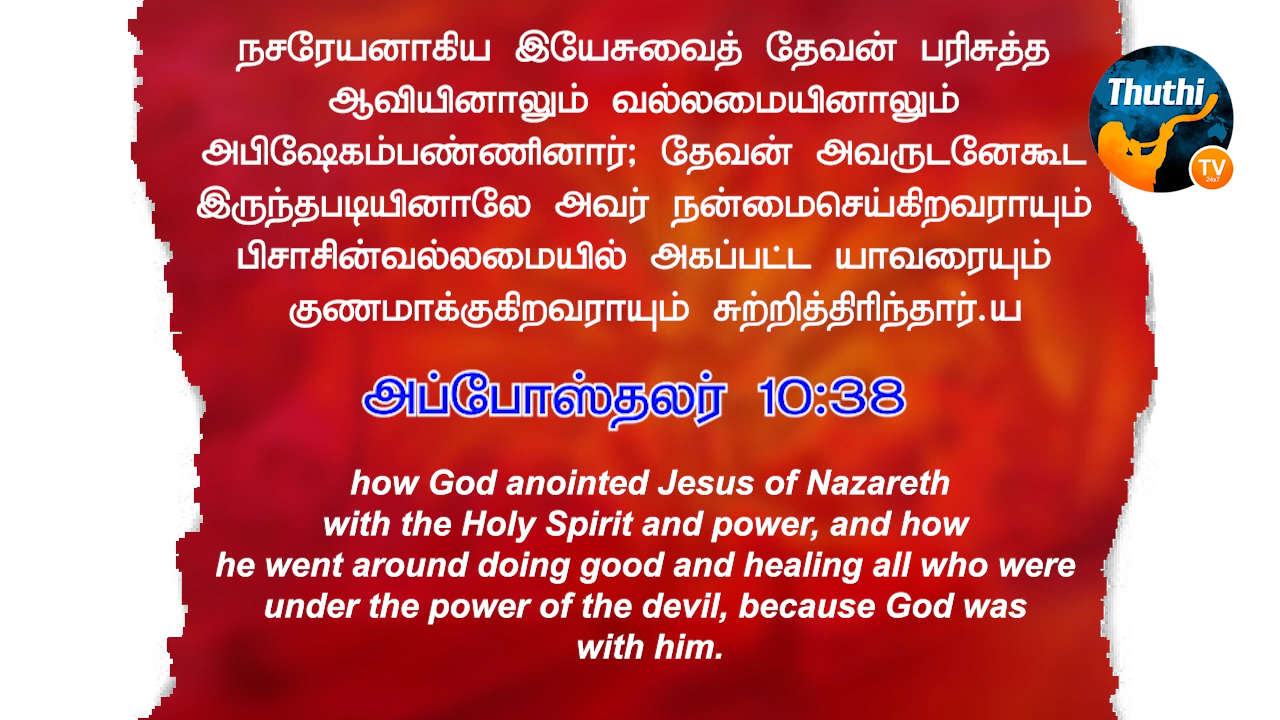 நசரேயனாகிய இயேசுவைத் தேவன் பரிசுத்த
ஆவியினாலும் வல்லமையினாலும்
அபிஷேகம்பண்ணினார்; தேவன் அவருடனேகூட
இருந்தபடியினாலே அவர் நன்மைசெய்கிறவராயும்
பிசாசின்வல்லமையில் அகப்பட்ட யாவரையும்
குணமாக்குகிறவராயும் சுற்றித்திரிந்தார்.ய
Thuthi
TV
24x7
அப்போஸ்தலர் 10:38
how God anointed Jesus of Nazareth
with the Holy Spirit and power, and how
he went around doing good and healing all who were
under the power of the devil, because God was
with him.